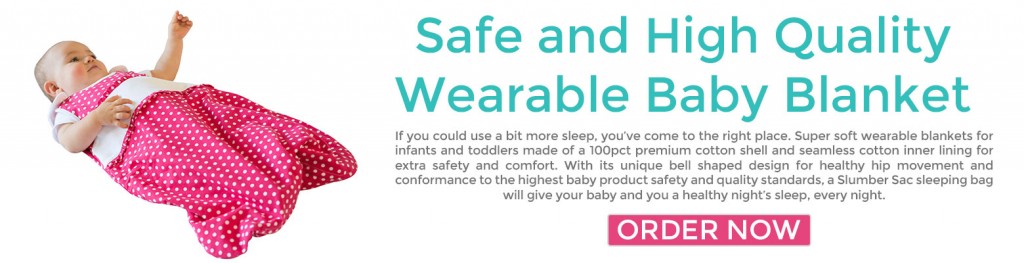 Safe and High Quality
Wearable Baby Blanket
If you could use a bit more sleep, you've come to the right place. Super soft wearable blankets for
infants and toddlers made of a 100pct premium cotton shell and seamless cotton inner lining for
extra safety and comfort. With its unique bell shaped design for healthy hip movement and
conformance to the highest baby product safety and quality standards, a Slumber Sac sleeping bag
will give your baby and you a healthy night's sleep, every night.
ORDER NOW